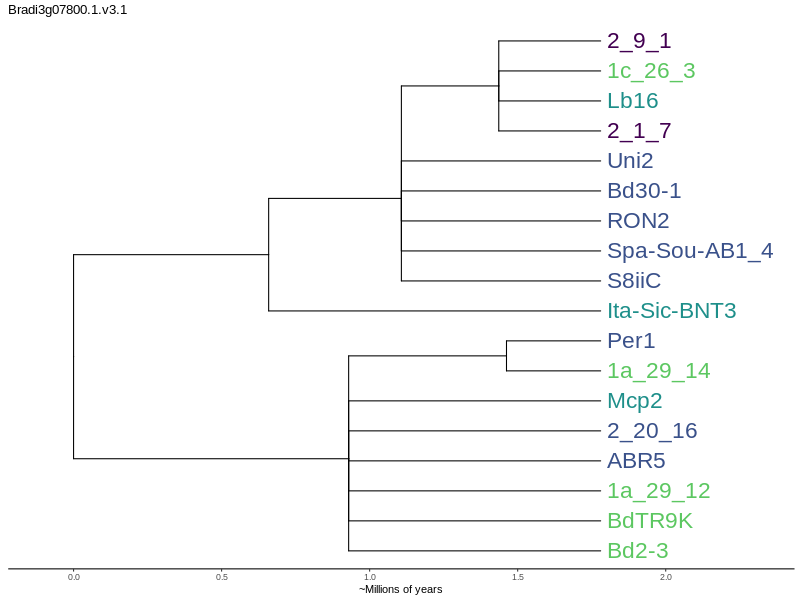 Bradi3g07800.1.v3.1
2_9_1
1c_26_3
Lb16
2_1_7
Uni2
Bd30-1
RON2
Spa-Sou-AB1_4
S8iiC
Ita-Sic-BNT3
Per1
1a_29_14
Mcp2
2_20_16
ABR5
1a_29_12
BdTR9K
Bd2-3
0.0 0.5 1.0 1.5 2.0
~Millions of years